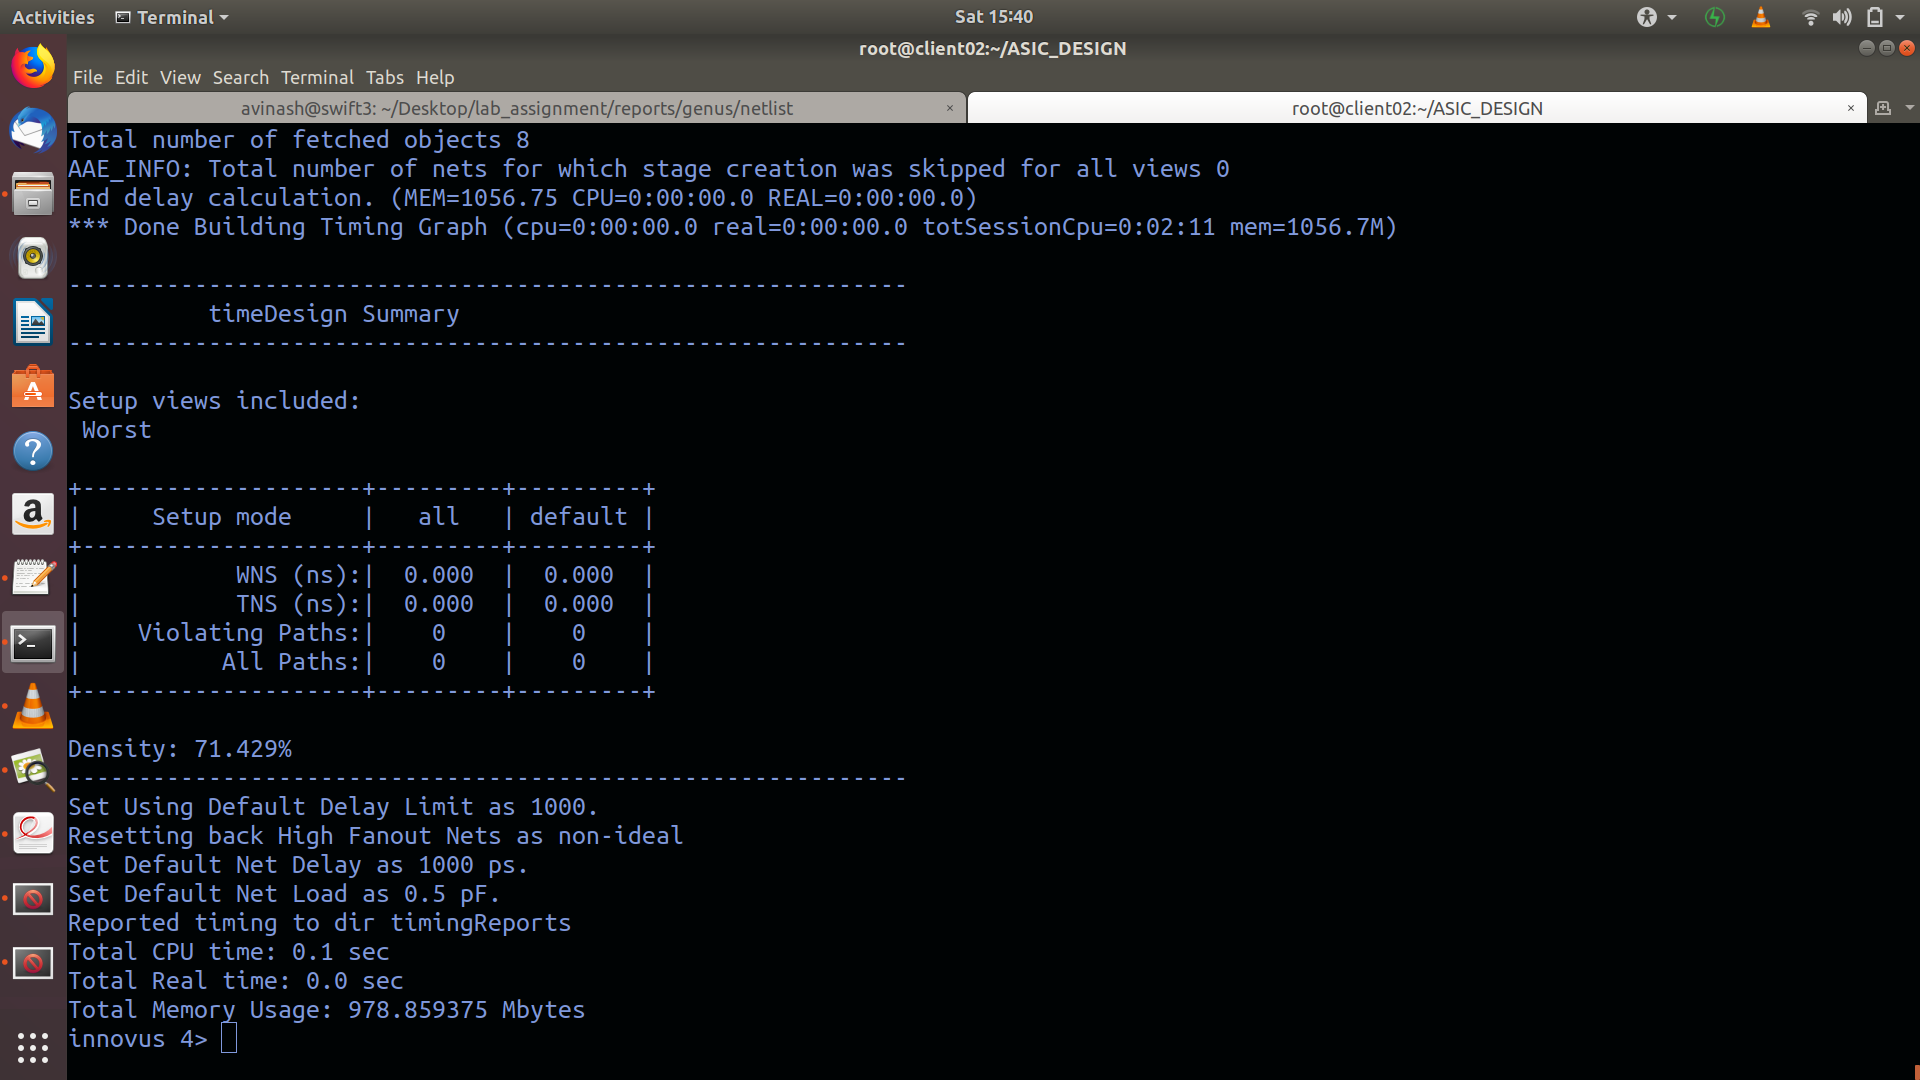 Activities Terminal Sat 15:40
root@client02:~/ASIC_DESIGN
File Edit View Search Terminal Tabs Help
avinash@swift3: ~/Desktop/lab_assignment/reports/genus/netlist × root@client02:~/ASIC_DESIGN ×
Total number of fetched objects 8
AAE_INFO: Total number of nets for which stage creation was skipped for all views 0
End delay calculation. (MEM=1056.75 CPU=0:00:00.0 REAL=0:00:00.0)
*** Done Building Timing Graph (cpu=0:00:00.0 real=0:00:00.0 totSessionCpu=0:02:11 mem=1056.7M)
------------------------------------------------------------
          timeDesign Summary
------------------------------------------------------------
Setup views included:
 Worst
+--------------------+---------+---------+
|     Setup mode     |   all   | default |
+--------------------+---------+---------+
|           WNS (ns):|  0.000  |  0.000  |
|           TNS (ns):|  0.000  |  0.000  |
|    Violating Paths:|    0    |    0    |
|          All Paths:|    0    |    0    |
+--------------------+---------+---------+
Density: 71.429%
------------------------------------------------------------
Set Using Default Delay Limit as 1000.
Resetting back High Fanout Nets as non-ideal
Set Default Net Delay as 1000 ps.
Set Default Net Load as 0.5 pF.
Reported timing to dir timingReports
Total CPU time: 0.1 sec
Total Real time: 0.0 sec
Total Memory Usage: 978.859375 Mbytes
innovus 4>